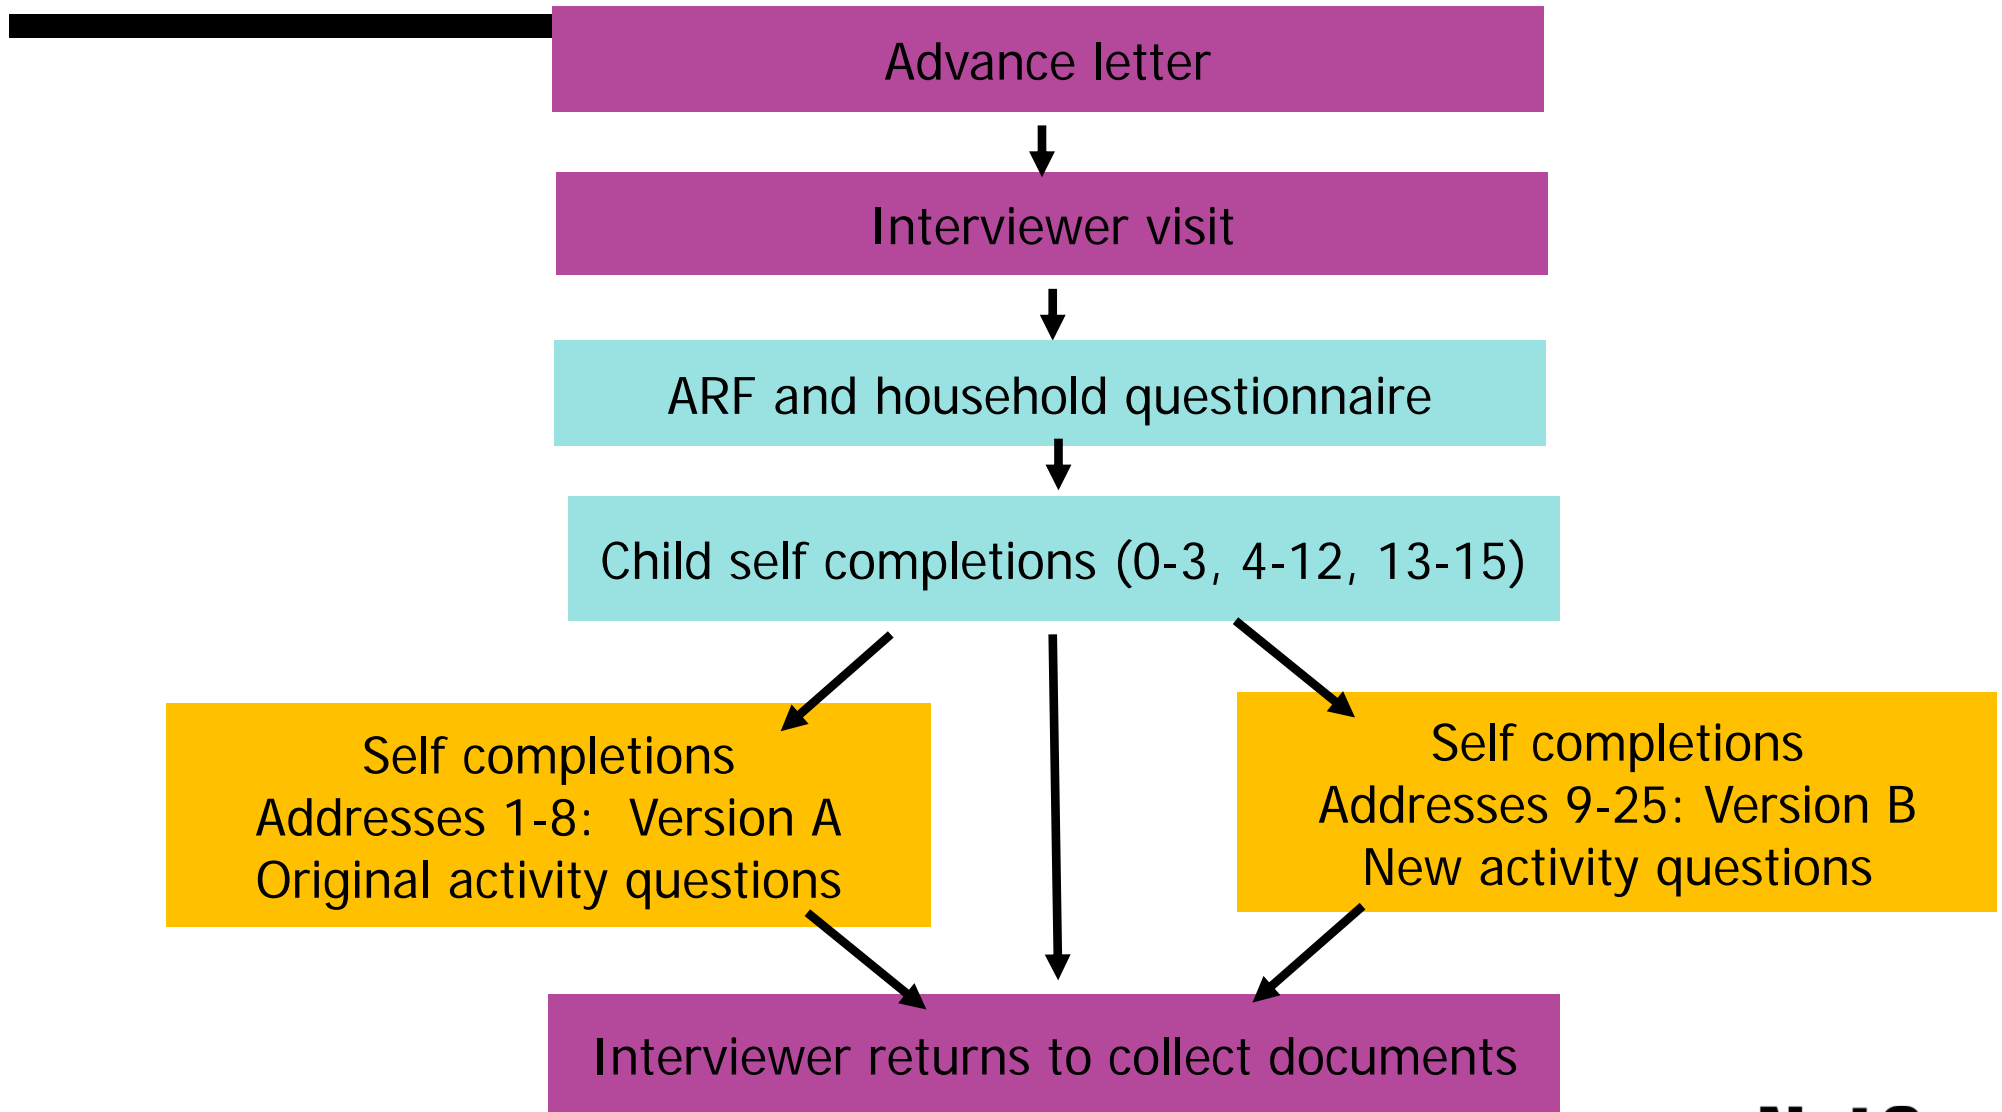 Advance letter
Interviewer visit
ARF and household questionnaire
Child self completions (0-3, 4-12, 13-15)
Self completions
Addresses 1-8: Version A
Original activity questions
Self completions
Addresses 9-25: Version B
New activity questions
Interviewer returns to collect documents